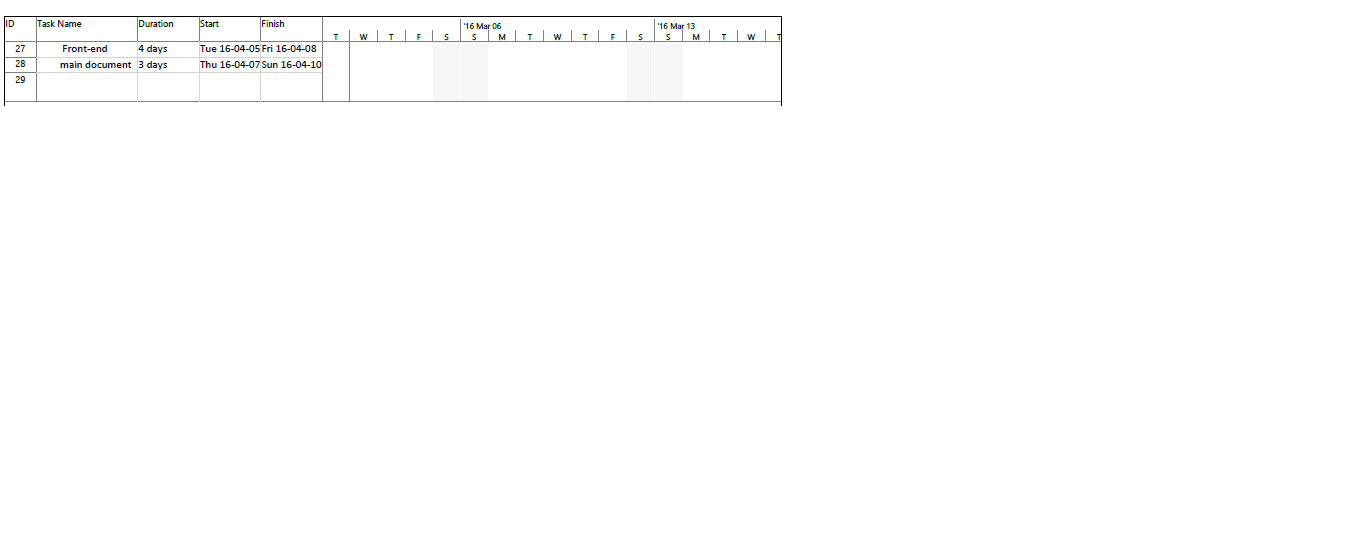 ID Task Name Duration Start Finish '16 Mar 06 '16 Mar 13
T W T F S S M T W T F S S M T W T
27 Front-end 4 days Tue 16-04-05 Fri 16-04-08
28 main document 3 days Thu 16-04-07 Sun 16-04-10
29